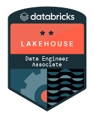 databricks
LAKEHOUSE
Data Engineer
Associate